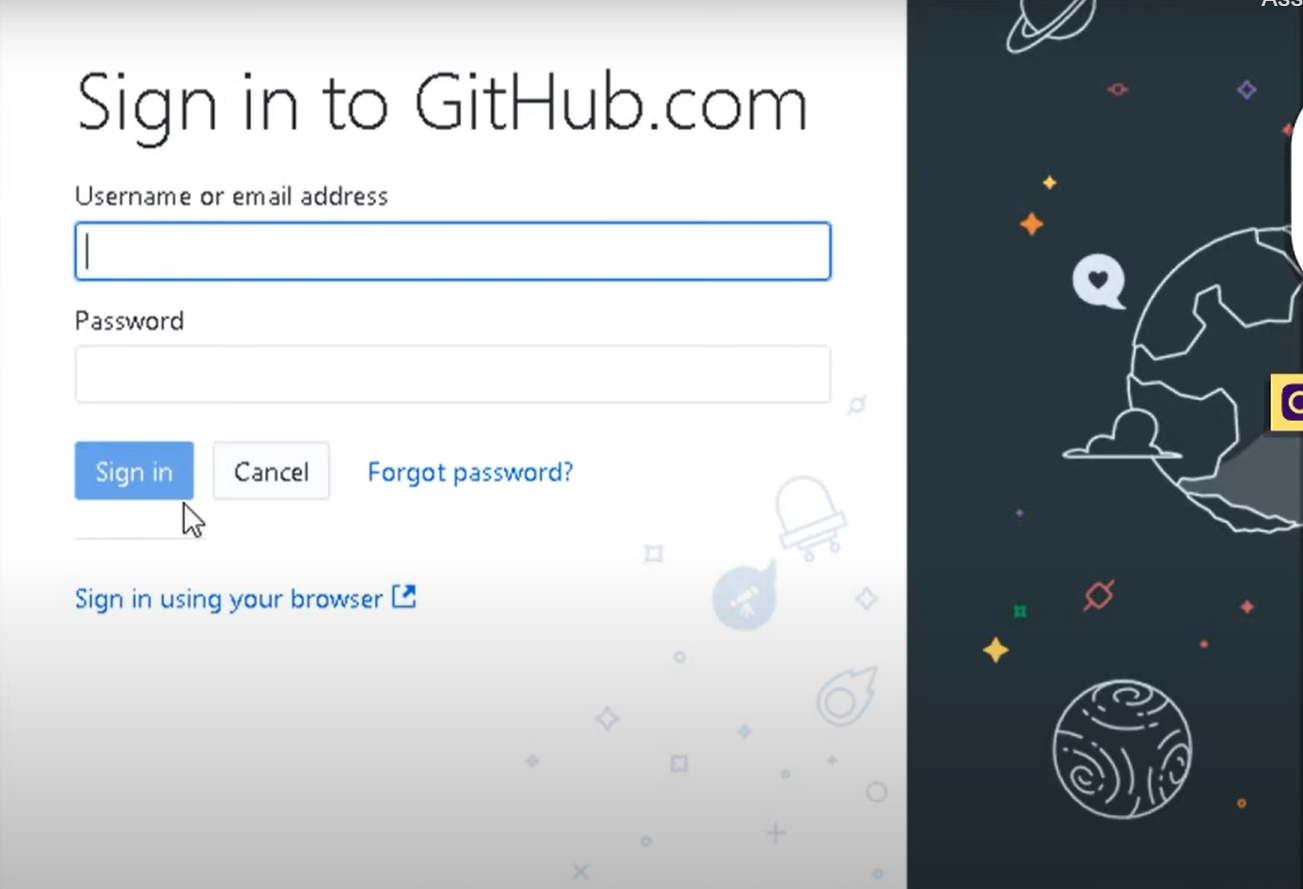 Sign in to GitHub.com
Username or email address
Password
Sign in
Cancel
Forgot password?
Sign in using your browser